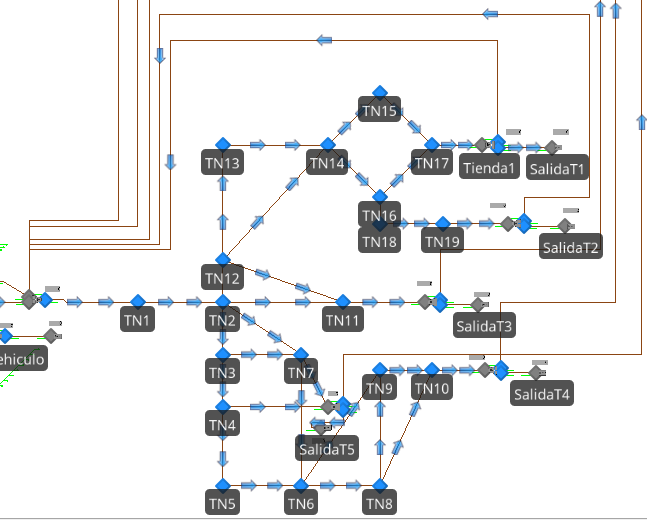 TN15
TN13
TN14
TN17
Tienda1
SalidaT1
TN16
TN18
TN19
SalidaT2
TN12
TN1
TN2
TN11
SalidaT3
ehiculo
TN3
TN7
TN9
TN10
SalidaT4
TN4
SalidaT5
TN5
TN6
TN8